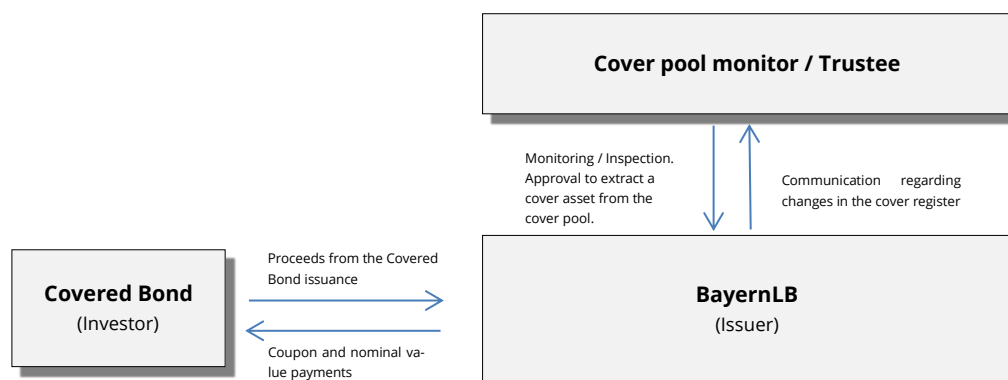 Cover pool monitor / Trustee
Monitoring / Inspection.
Approval to extract a
cover asset from the
cover pool.
Communication regarding
changes in the cover register
Proceeds from the Covered
Bond issuance
Covered Bond
(Investor)
BayernLB
(Issuer)
Coupon and nominal va-
lue payments